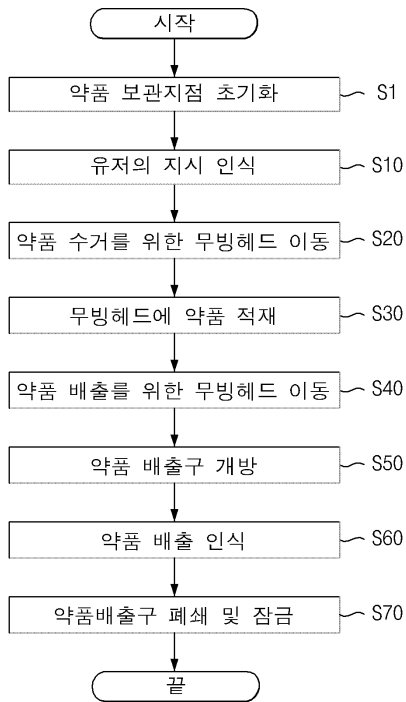 시작
약품 보관지점 초기화 S1
유저의 지시 인식 S10
약품 수거를 위한 무빙헤드 이동 S20
무빙헤드에 약품 적재 S30
약품 배출를 위한 무빙헤드 이동 S40
약품 배출구 개방 S50
약품 배출 인식 S60
약품배출구 폐쇄 및 잠금 S70
끝